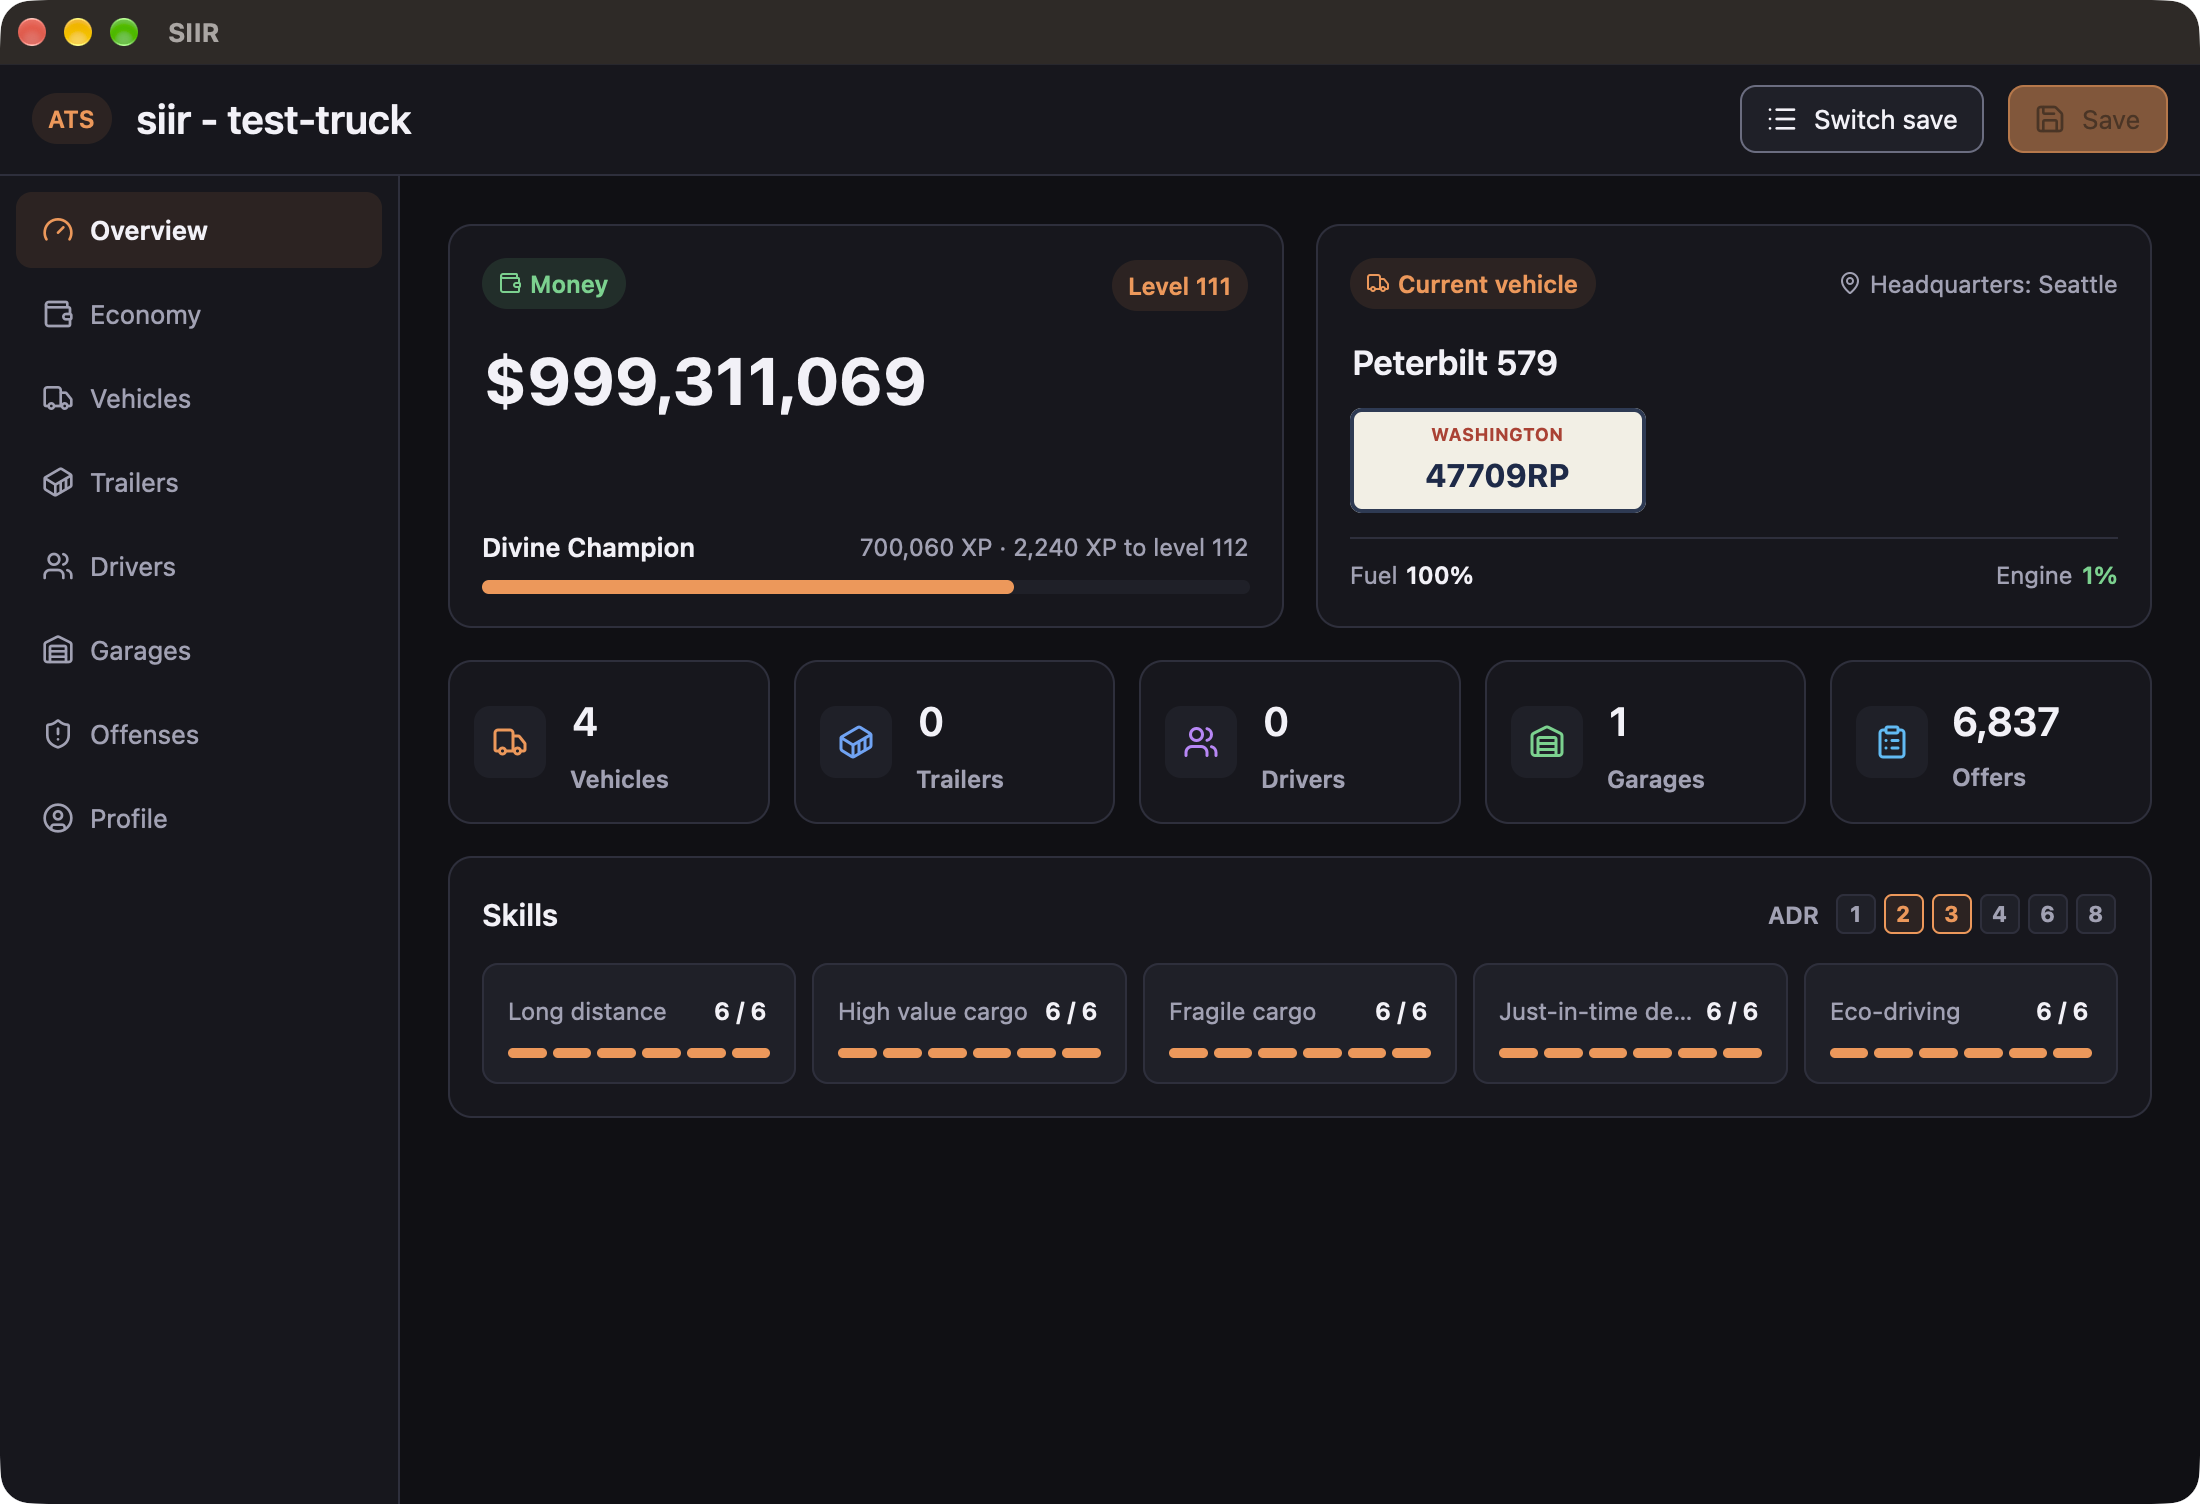 SIIR
ATS
siir - test-truck
Switch save
Save
Overview
Economy
Vehicles
Trailers
Drivers
Garages
Offenses
Profile
Money
Level 111
$999,311,069
Divine Champion
700,060 XP · 2,240 XP to level 112
Current vehicle
Headquarters: Seattle
Peterbilt 579
WASHINGTON
47709RP
Fuel 100%
Engine 1%
4
Vehicles
0
Trailers
0
Drivers
1
Garages
6,837
Offers
Skills
ADR 1 2 3 4 6 8
Long distance 6 / 6
High value cargo 6 / 6
Fragile cargo 6 / 6
Just-in-time de... 6 / 6
Eco-driving 6 / 6